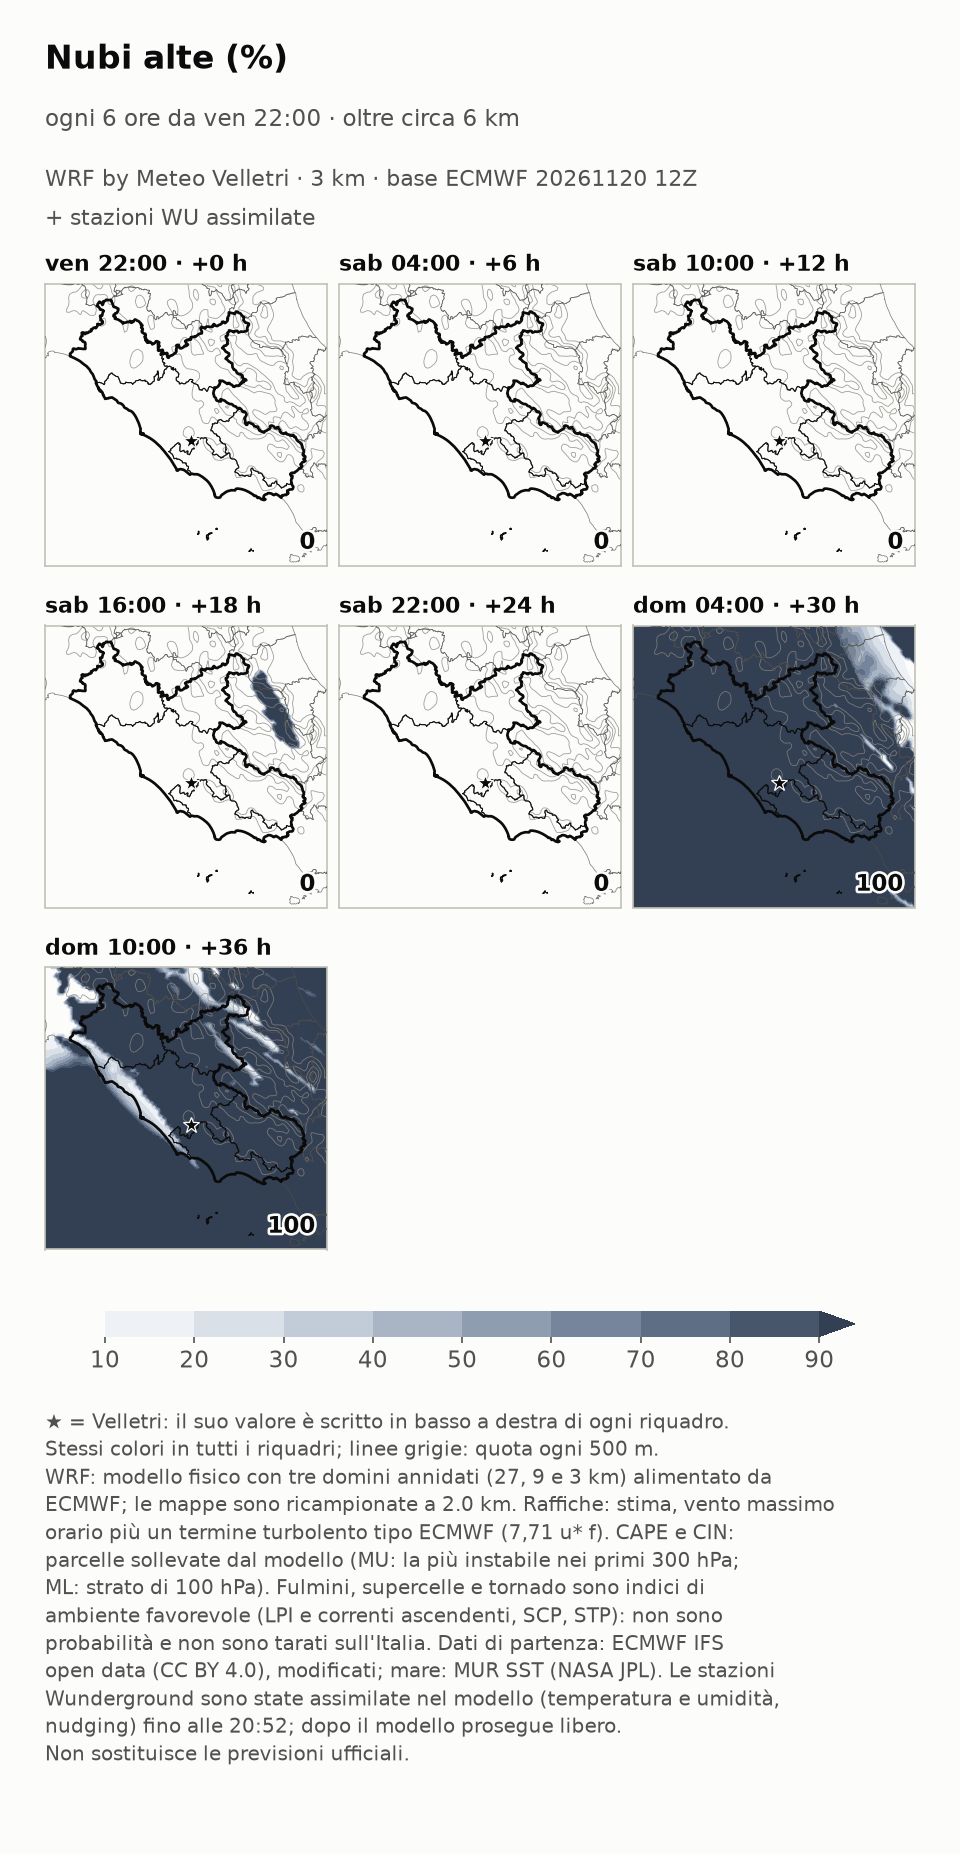 Nubi alte (%)
ogni 6 ore da ven 22:00 · oltre circa 6 km
WRF by Meteo Velletri · 3 km · base ECMWF 20261120 12Z
+ stazioni WU assimilate
ven 22:00 · +0 h
sab 04:00 · +6 h
sab 10:00 · +12 h
0
0
0
sab 16:00 · +18 h
sab 22:00 · +24 h
dom 04:00 · +30 h
0
0
100
dom 10:00 · +36 h
100
10 20 30 40 50 60 70 80 90
★ = Velletri: il suo valore è scritto in basso a destra di ogni riquadro.
Stessi colori in tutti i riquadri; linee grigie: quota ogni 500 m.
WRF: modello fisico con tre domini annidati (27, 9 e 3 km) alimentato da
ECMWF; le mappe sono ricampionate a 2.0 km. Raffiche: stima, vento massimo
orario più un termine turbolento tipo ECMWF (7,71 u* f). CAPE e CIN:
parcelle sollevate dal modello (MU: la più instabile nei primi 300 hPa;
ML: strato di 100 hPa). Fulmini, supercelle e tornado sono indici di
ambiente favorevole (LPI e correnti ascendenti, SCP, STP): non sono
probabilità e non sono tarati sull'Italia. Dati di partenza: ECMWF IFS
open data (CC BY 4.0), modificati; mare: MUR SST (NASA JPL). Le stazioni
Wunderground sono state assimilate nel modello (temperatura e umidità,
nudging) fino alle 20:52; dopo il modello prosegue libero.
Non sostituisce le previsioni ufficiali.